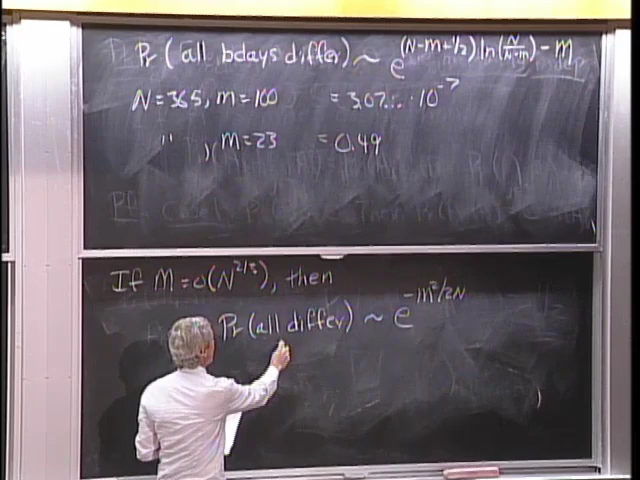 Pr(all bdays differ) ~ e^{(N-m+1/2) ln(N/N-m) - m}
N=365, m=100 = 3.07... · 10^{-7}
" , m=23 = 0.49
If m=o(N^{2/3}), then
Pr(all differ) ~ e^{-m²/2N}